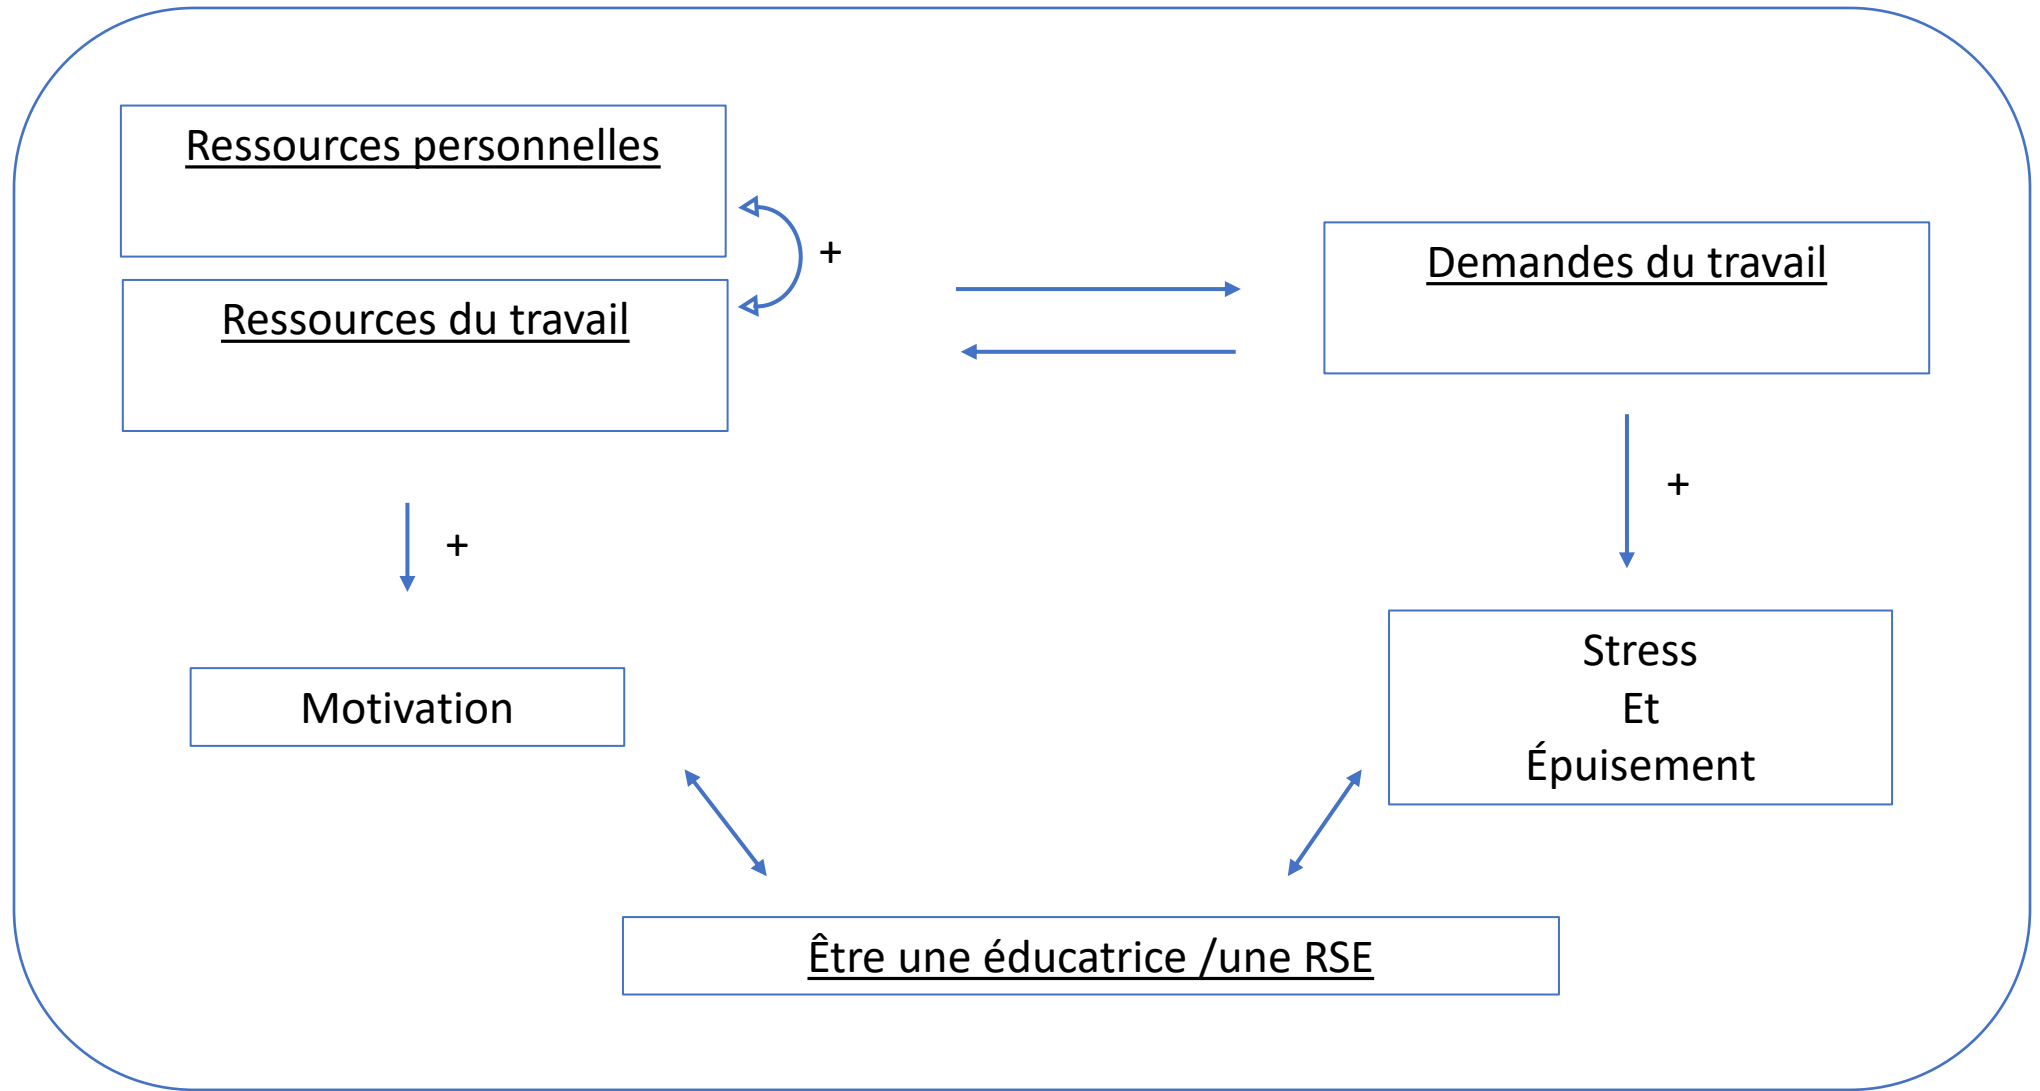 Ressources personnelles
+
Ressources du travail
Demandes du travail
+
+
Motivation
Stress
Et
Épuisement
Être une éducatrice /une RSE